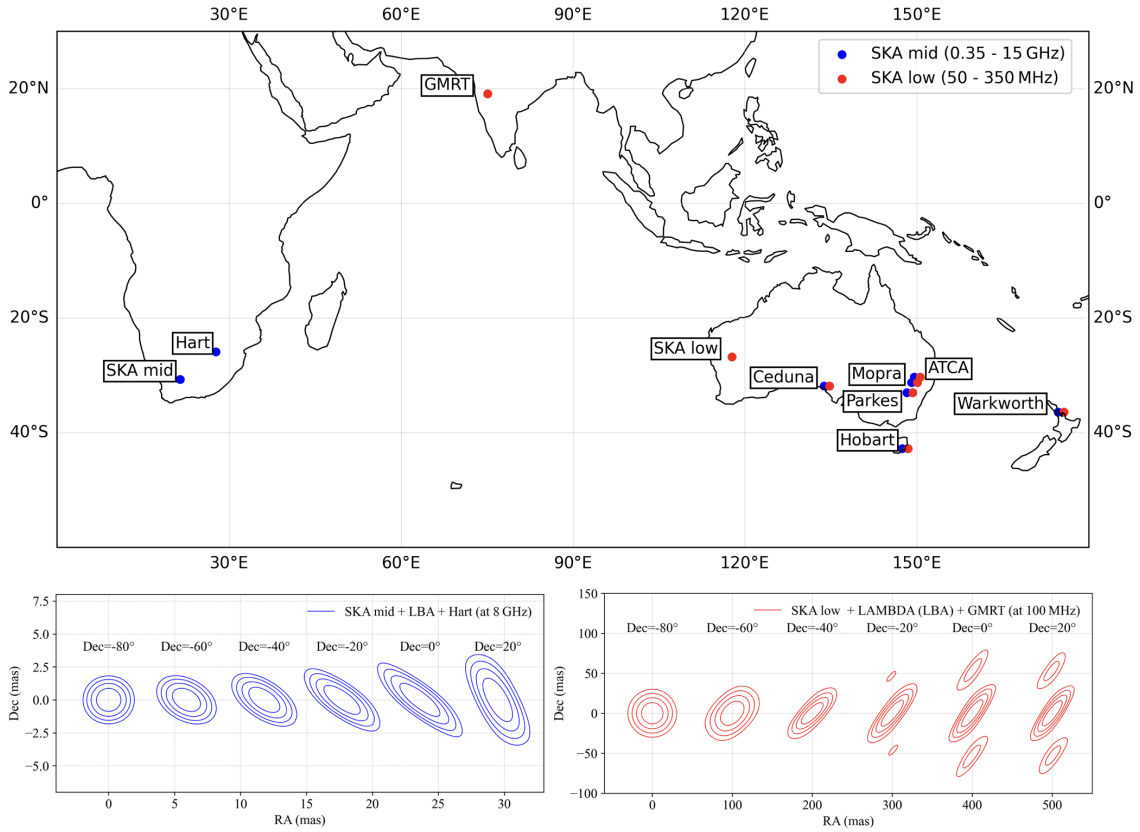 30°E 60°E 90°E 120°E 150°E
SKA mid (0.35 - 15 GHz)
SKA low (50 - 350 MHz)
GMRT
20°N 20°N
0° 0°
20°S 20°S
Hart
SKA mid
SKA low
Ceduna
Mopra
ATCA
Parkes
Warkworth
40°S 40°S
Hobart
30°E 60°E 90°E 120°E 150°E
7.5
SKA mid + LBA + Hart (at 8 GHz)
5.0
Dec=-80° Dec=-60° Dec=-40° Dec=-20° Dec=0° Dec=20°
2.5
0.0
−2.5
−5.0
Dec (mas)
0 5 10 15 20 25 30
RA (mas)
150
SKA low + LAMBDA (LBA) + GMRT (at 100 MHz)
Dec=-80° Dec=-60° Dec=-40° Dec=-20° Dec=0° Dec=20°
100
50
0
−50
−100
Dec (mas)
0 100 200 300 400 500
RA (mas)